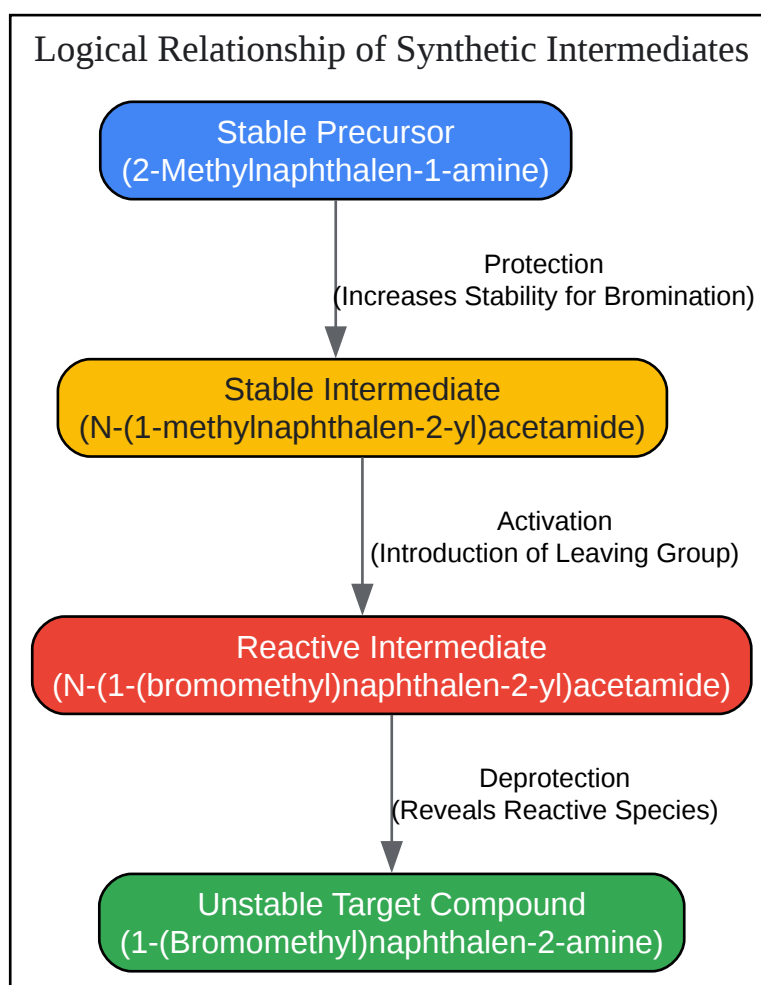 Logical Relationship of Synthetic Intermediates
Stable Precursor
(2-Methylnaphthalen-1-amine)
Protection
(Increases Stability for Bromination)
Stable Intermediate
(N-(1-methylnaphthalen-2-yl)acetamide)
Activation
(Introduction of Leaving Group)
Reactive Intermediate
(N-(1-(bromomethyl)naphthalen-2-yl)acetamide)
Deprotection
(Reveals Reactive Species)
Unstable Target Compound
(1-(Bromomethyl)naphthalen-2-amine)